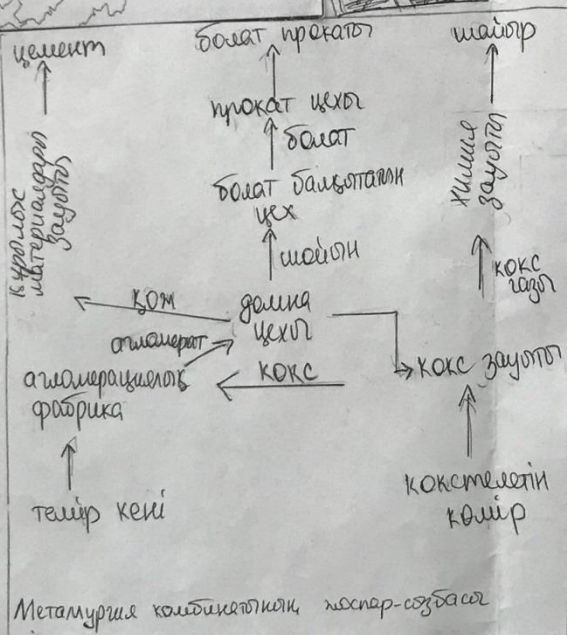 цемент
болат прокаты
шайыр
прокат цехы
болат
болат балқытатын
цех
шойын
құрылыс
материалдары
зауыты
химия
зауыты
кокс
газы
қож
домна
цехы
агломерат
кокс зауыты
агломерациялық
фабрика
кокс
темір кені
кокстелетін
көмір
Металлургия комбинатының жоспар-сызбасы